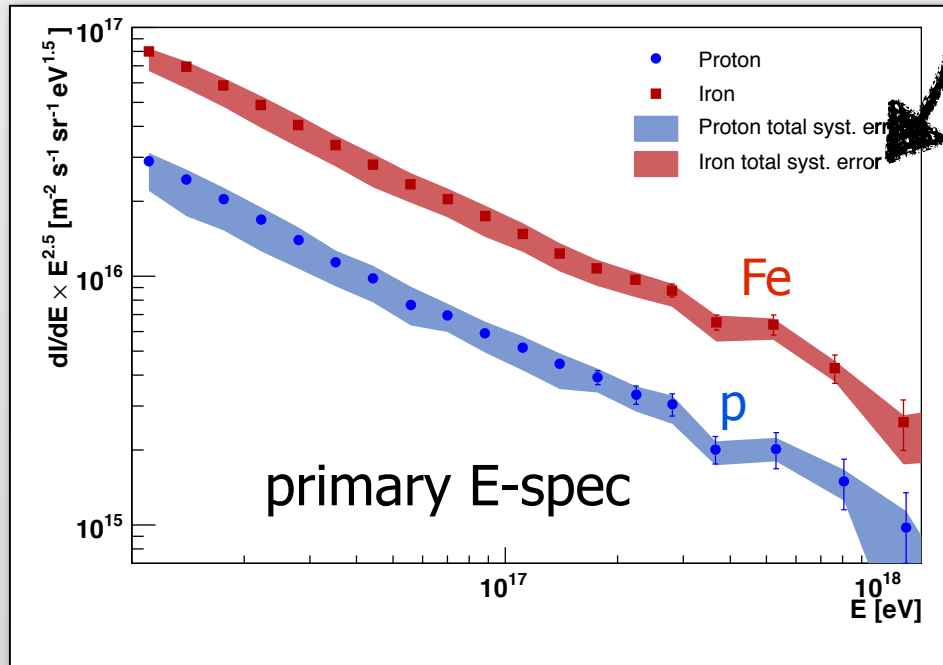 dI/dE × E^2.5 [m^-2 s^-1 sr^-1 eV^1.5]
10^17
10^16
10^15
Proton
Iron
Proton total syst. err
Iron total syst. error
Fe
p
primary E-spec
10^17
10^18
E [eV]